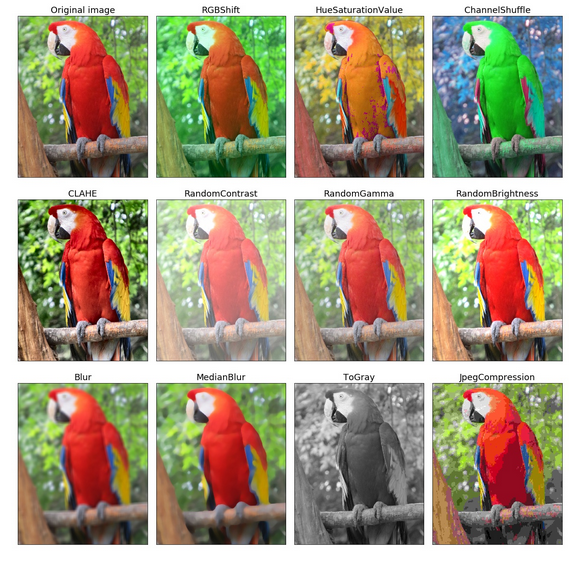 Original image
RGBShift
HueSaturationValue
ChannelShuffle
CLAHE
RandomContrast
RandomGamma
RandomBrightness
Blur
MedianBlur
ToGray
JpegCompression